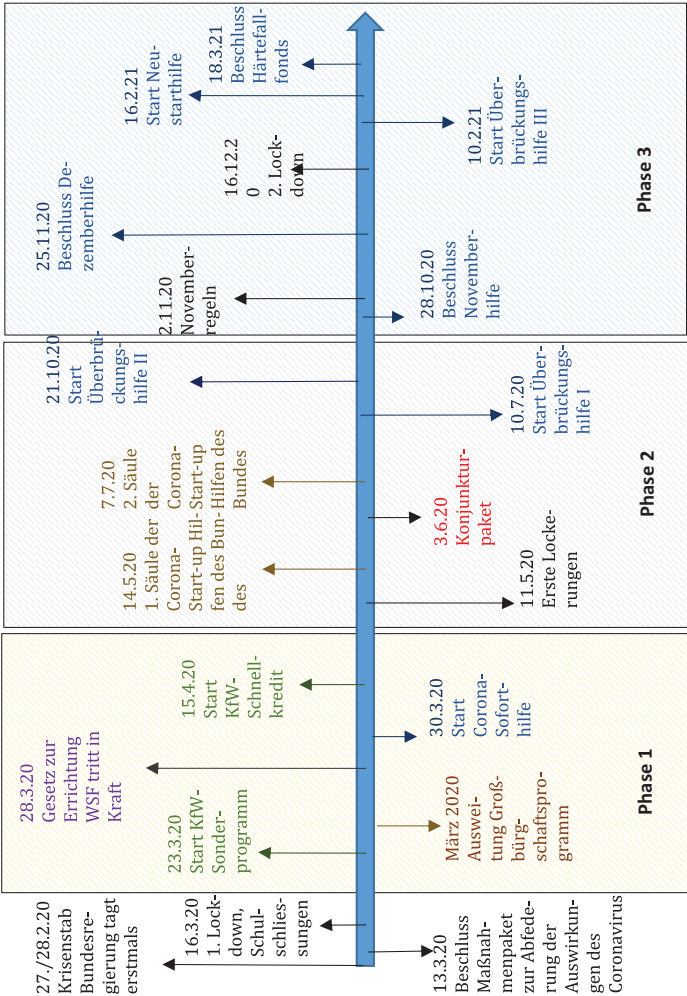 27./28.2.20
Krisenstab
Bundesre-
gierung tagt
erstmals
16.3.20
1. Lock-
down,
Schul-
schlies-
sungen
13.3.20
Beschluss
Maßnah-
menpaket
zur Abfede-
rung der
Auswirkun-
gen des
Coronavirus
23.3.20
Start KfW-
Sonder-
programm
28.3.20
Gesetz zur
Errichtung
WSF tritt in
Kraft
15.4.20
Start
KfW-
Schnell-
kredit
März 2020
Auswei-
tung Groß-
bürg-
schaftspro-
gramm
30.3.20
Start
Corona-
Sofort-
hilfe
Phase 1
14.5.20
1. Säule der
Corona-
Start-up Hil-
fen des Bun-
des
7.7.20
2. Säule
der
Corona-
Start-up
Hilfen des
Bundes
21.10.20
Start
Überbrü-
ckungs-
hilfe II
11.5.20
Erste Locke-
rungen
3.6.20
Konjunktur-
paket
10.7.20
Start Über-
brückungs-
hilfe I
Phase 2
2.11.20
November-
regeln
25.11.20
Beschluss De-
zemberhilfe
16.12.2
0
2. Lock-
down
16.2.21
Start Neu-
starthilfe
18.3.21
Beschluss
Härtefall-
fonds
28.10.20
Beschluss
November-
hilfe
10.2.21
Start Über-
brückungs-
hilfe III
Phase 3